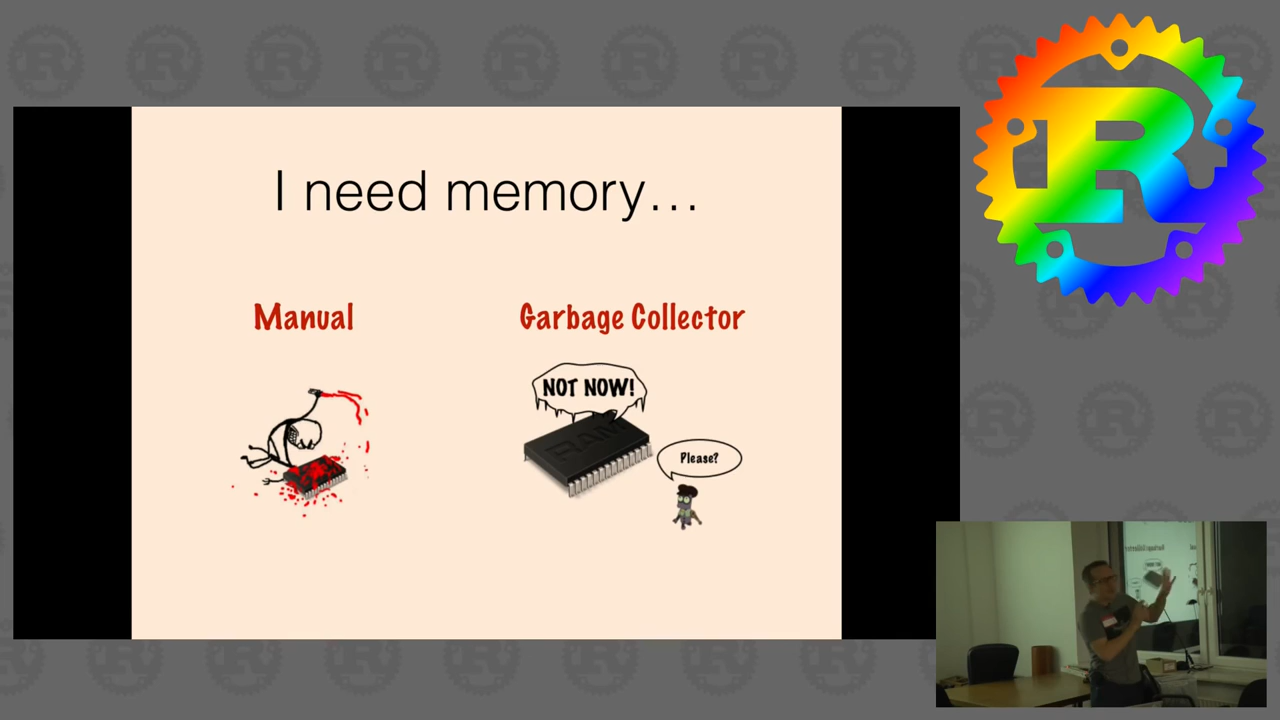 I need memory…
Manual
Garbage Collector
NOT NOW!
RAM
Please?
R